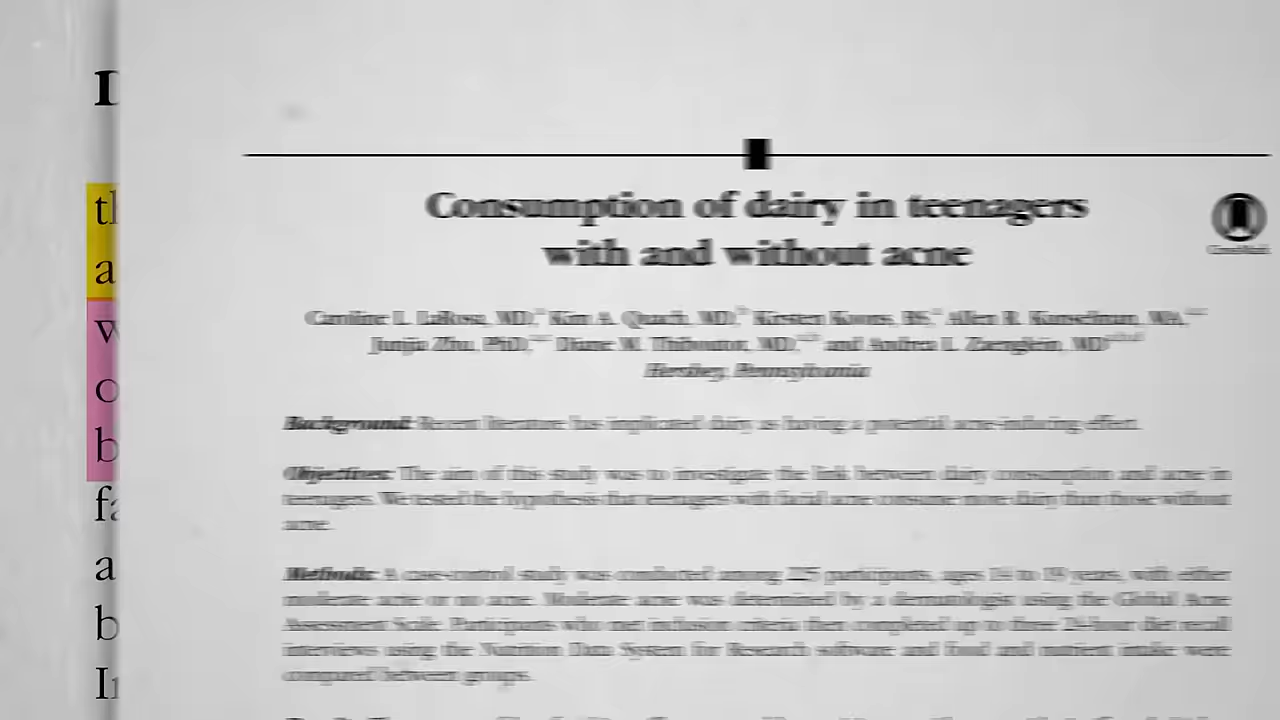 Consumption of dairy in teenagers
with and without acne
Caroline L. LaRosa, MD, Kim A. Quach, MD, Kirsten Koons, BS, Allen R. Kunselman, MA,
Junjia Zhu, PhD, Diane M. Thiboutot, MD, and Andrea L. Zaenglein, MD
Hershey, Pennsylvania
CrossMark
Background: Recent literature has implicated dairy as having a potential acne-inducing effect.
Objectives: The aim of this study was to investigate the link between dairy consumption and acne in
teenagers. We tested the hypothesis that teenagers with facial acne consume more dairy than those without
acne.
Methods: A case-control study was conducted among 225 participants, ages 14 to 19 years, with either
moderate acne or no acne. Moderate acne was determined by a dermatologist using the Global Acne
Assessment Scale. Participants who met inclusion criteria then completed up to three 24-hour diet recall
interviews using the Nutrition Data System for Research software and food and nutrient intake were
compared between groups.